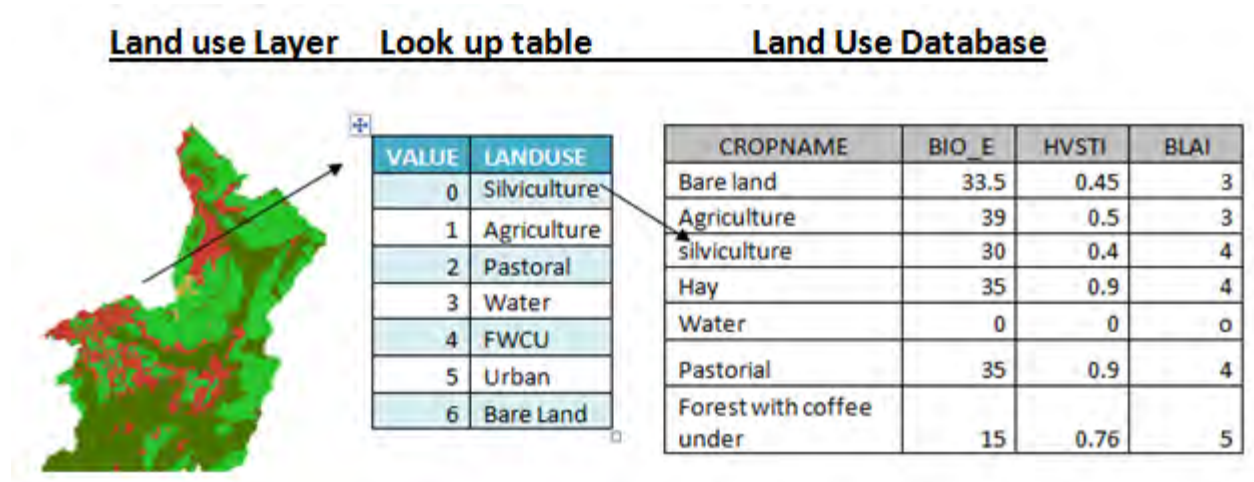 Land use Layer Look up table Land Use Database
VALUE LANDUSE
0 Silviculture
1 Agriculture
2 Pastoral
3 Water
4 FWCU
5 Urban
6 Bare Land
CROPNAME BIO_E HVSTI BLAI
Bare land 33.5 0.45 3
Agriculture 39 0.5 3
silviculture 30 0.4 4
Hay 35 0.9 4
Water 0 0 o
Pastorial 35 0.9 4
Forest with coffee
under 15 0.76 5